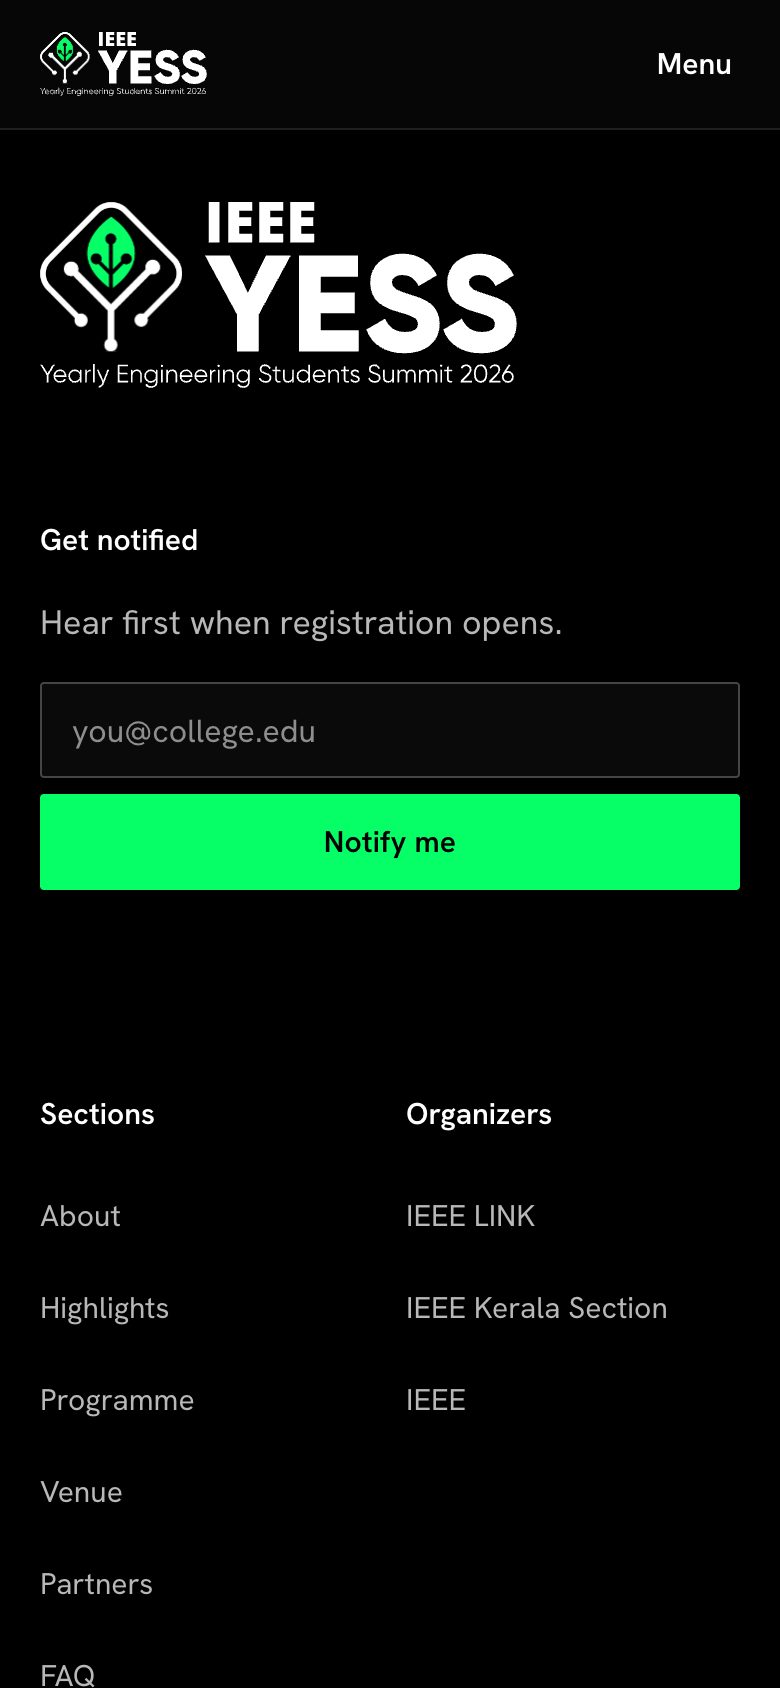 IEEE
YESS
Yearly Engineering Students Summit 2026
Menu
IEEE
YESS
Yearly Engineering Students Summit 2026
Get notified
Hear first when registration opens.
you@college.edu
Notify me
Sections
About
Highlights
Programme
Venue
Partners
FAQ
Organizers
IEEE LINK
IEEE Kerala Section
IEEE